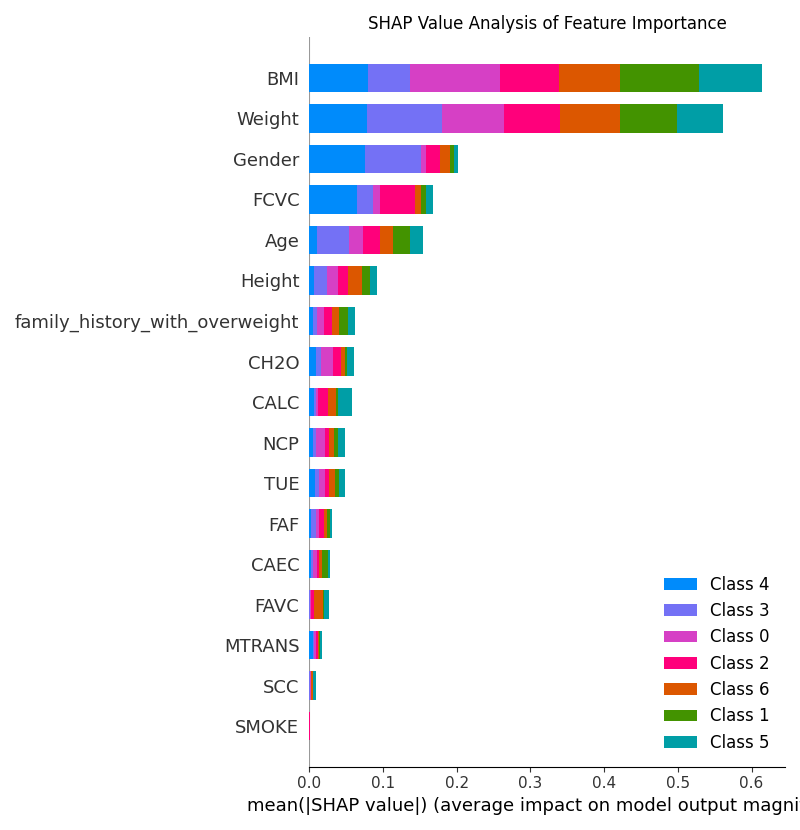 SHAP Value Analysis of Feature Importance
BMI
Weight
Gender
FCVC
Age
Height
family_history_with_overweight
CH2O
CALC
NCP
TUE
FAF
CAEC
FAVC
MTRANS
SCC
SMOKE
Class 4
Class 3
Class 0
Class 2
Class 6
Class 1
Class 5
0.0 0.1 0.2 0.3 0.4 0.5 0.6
mean(|SHAP value|) (average impact on model output magni